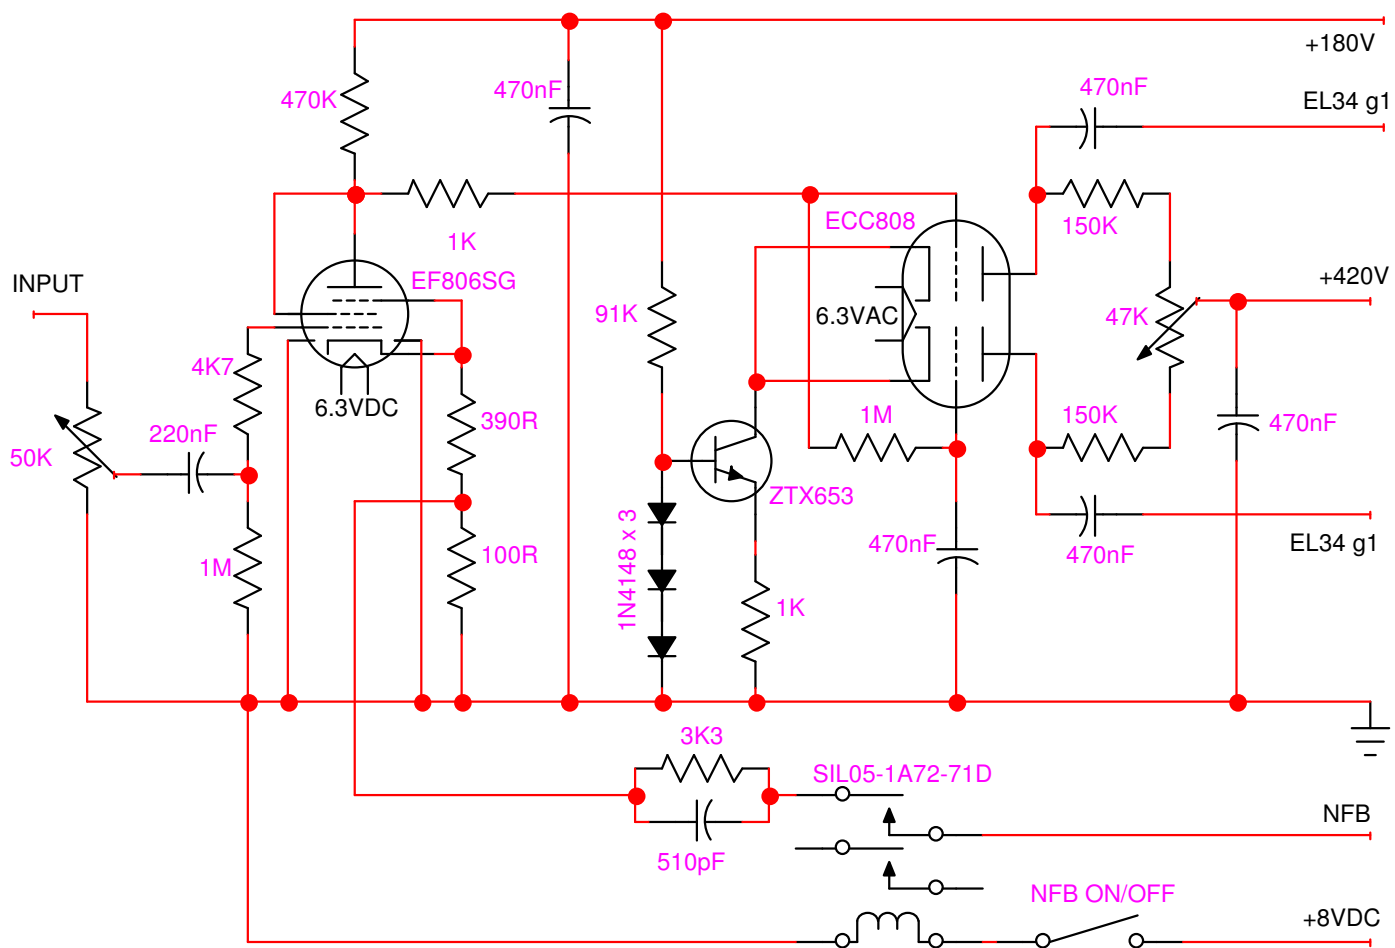 +180V
470K
470nF
470nF
EL34 g1
ECC808
150K
1K
EF806SG
INPUT
+420V
91K
6.3VAC
47K
4K7
6.3VDC
390R
1M
150K
220nF
50K
470nF
ZTX653
1N4148 x 3
470nF
470nF
EL34 g1
1M
100R
1K
3K3
SIL05-1A72-71D
NFB
510pF
NFB ON/OFF
+8VDC